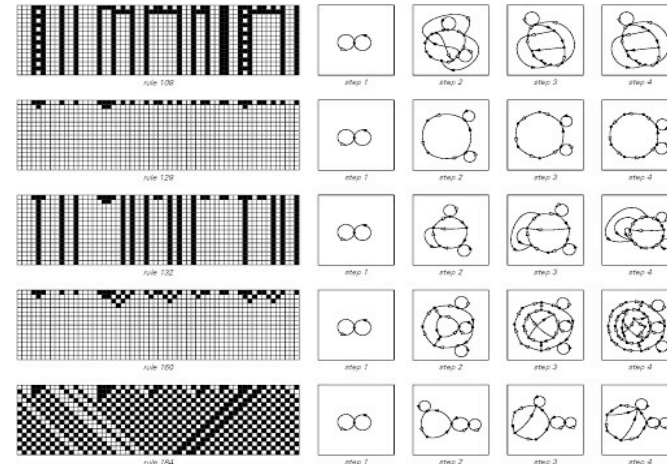 rule 108 step 1 step 2 step 3 step 4
rule 128 step 1 step 2 step 3 step 4
rule 132 step 1 step 2 step 3 step 4
rule 160 step 1 step 2 step 3 step 4
rule 184 step 1 step 2 step 3 step 4